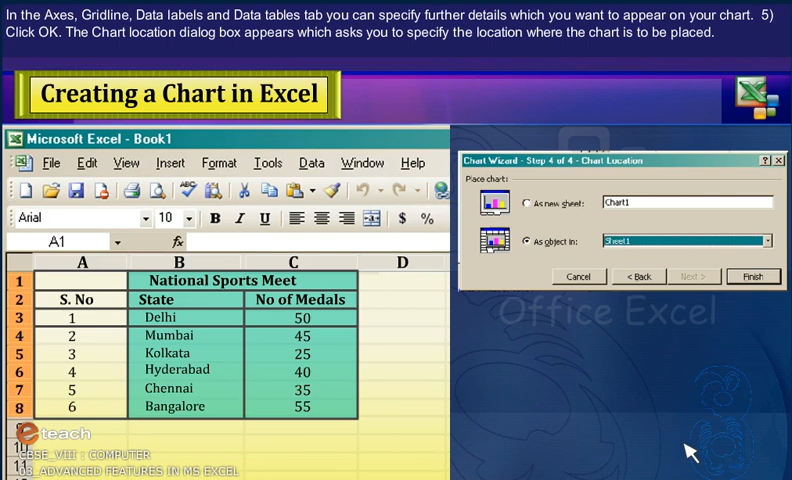 In the Axes, Gridline, Data labels and Data tables tab you can specify further details which you want to appear on your chart.  5)
Click OK. The Chart location dialog box appears which asks you to specify the location where the chart is to be placed.
Creating a Chart in Excel
Microsoft Excel - Book1
File Edit View Insert Format Tools Data Window Help
Arial 10 B I U $ %
A1 fx
A B C D
1 National Sports Meet
2 S. No State No of Medals
3 1 Delhi 50
4 2 Mumbai 45
5 3 Kolkata 25
6 4 Hyderabad 40
7 5 Chennai 35
8 6 Bangalore 55
Chart Wizard - Step 4 of 4 - Chart Location
Place chart:
As new sheet: Chart1
As object in: Sheet1
Cancel < Back Next > Finish
Office Excel
e teach
CBSE_VIII : COMPUTER
03_ADVANCED FEATURES IN MS EXCEL